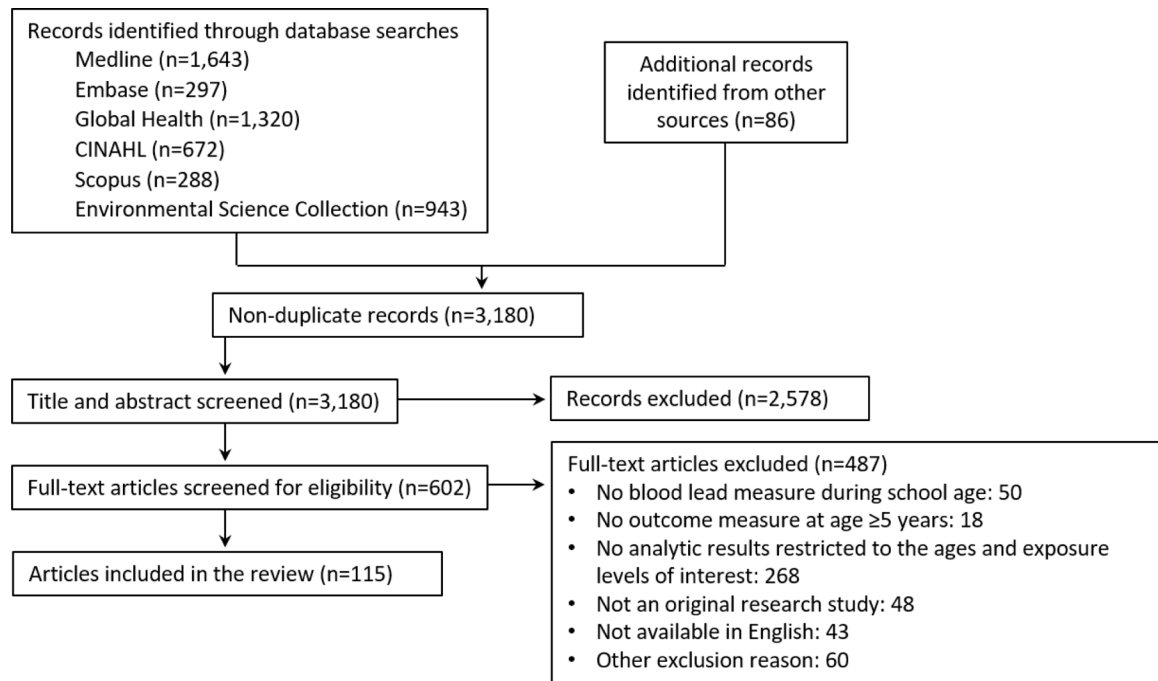 Records identified through database searches
Medline (n=1,643)
Embase (n=297)
Global Health (n=1,320)
CINAHL (n=672)
Scopus (n=288)
Environmental Science Collection (n=943)
Additional records
identified from other
sources (n=86)
Non-duplicate records (n=3,180)
Title and abstract screened (n=3,180)
Records excluded (n=2,578)
Full-text articles screened for eligibility (n=602)
Full-text articles excluded (n=487)
• No blood lead measure during school age: 50
• No outcome measure at age ≥5 years: 18
• No analytic results restricted to the ages and exposure
levels of interest: 268
• Not an original research study: 48
• Not available in English: 43
• Other exclusion reason: 60
Articles included in the review (n=115)